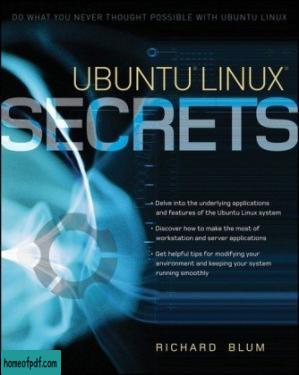 DO WHAT YOU NEVER THOUGHT POSSIBLE WITH UBUNTU LINUX
UBUNTU® LINUX®
SECRETS
• Delve into the underlying applications
and features of the Ubuntu Linux system
• Discover how to make the most of
workstation and server applications
• Get helpful tips for modifying your
environment and keeping your system
running smoothly
RICHARD BLUM
homeofpdf.com